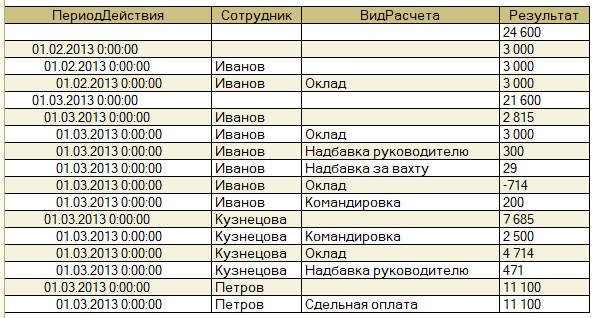 ПериодДействия Сотрудник ВидРасчета Результат
24 600
01.02.2013 0:00:00 3 000
01.02.2013 0:00:00 Иванов 3 000
01.02.2013 0:00:00 Иванов Оклад 3 000
01.03.2013 0:00:00 21 600
01.03.2013 0:00:00 Иванов 2 815
01.03.2013 0:00:00 Иванов Оклад 3 000
01.03.2013 0:00:00 Иванов Надбавка руководителю 300
01.03.2013 0:00:00 Иванов Надбавка за вахту 29
01.03.2013 0:00:00 Иванов Оклад -714
01.03.2013 0:00:00 Иванов Командировка 200
01.03.2013 0:00:00 Кузнецова 7 685
01.03.2013 0:00:00 Кузнецова Командировка 2 500
01.03.2013 0:00:00 Кузнецова Оклад 4 714
01.03.2013 0:00:00 Кузнецова Надбавка руководителю 471
01.03.2013 0:00:00 Петров 11 100
01.03.2013 0:00:00 Петров Сдельная оплата 11 100